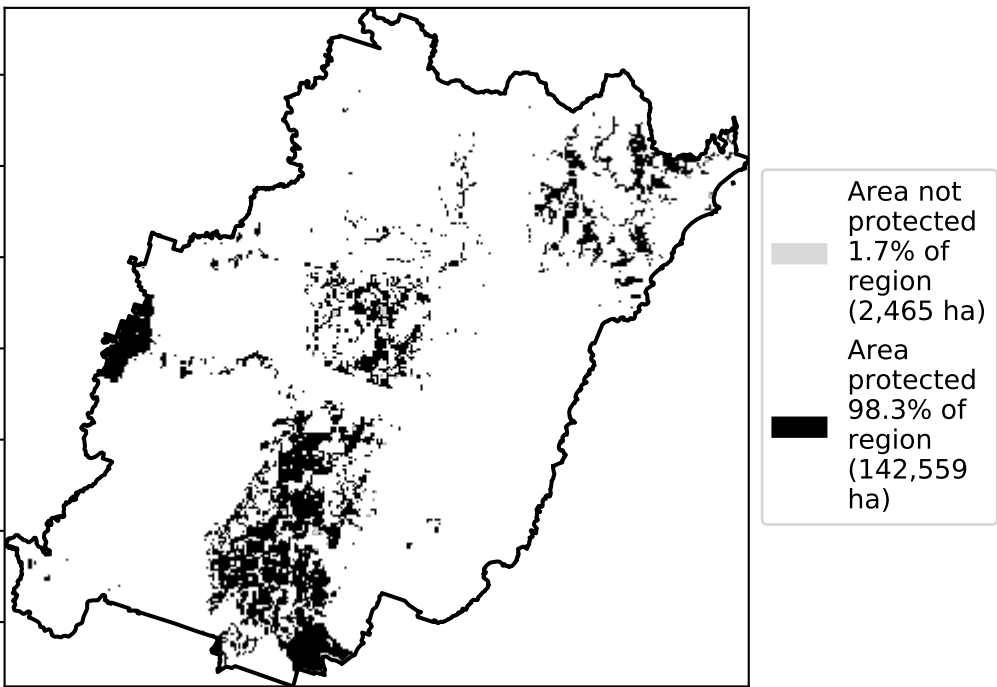 Area not
protected
1.7% of
region
(2,465 ha)
Area
protected
98.3% of
region
(142,559
ha)